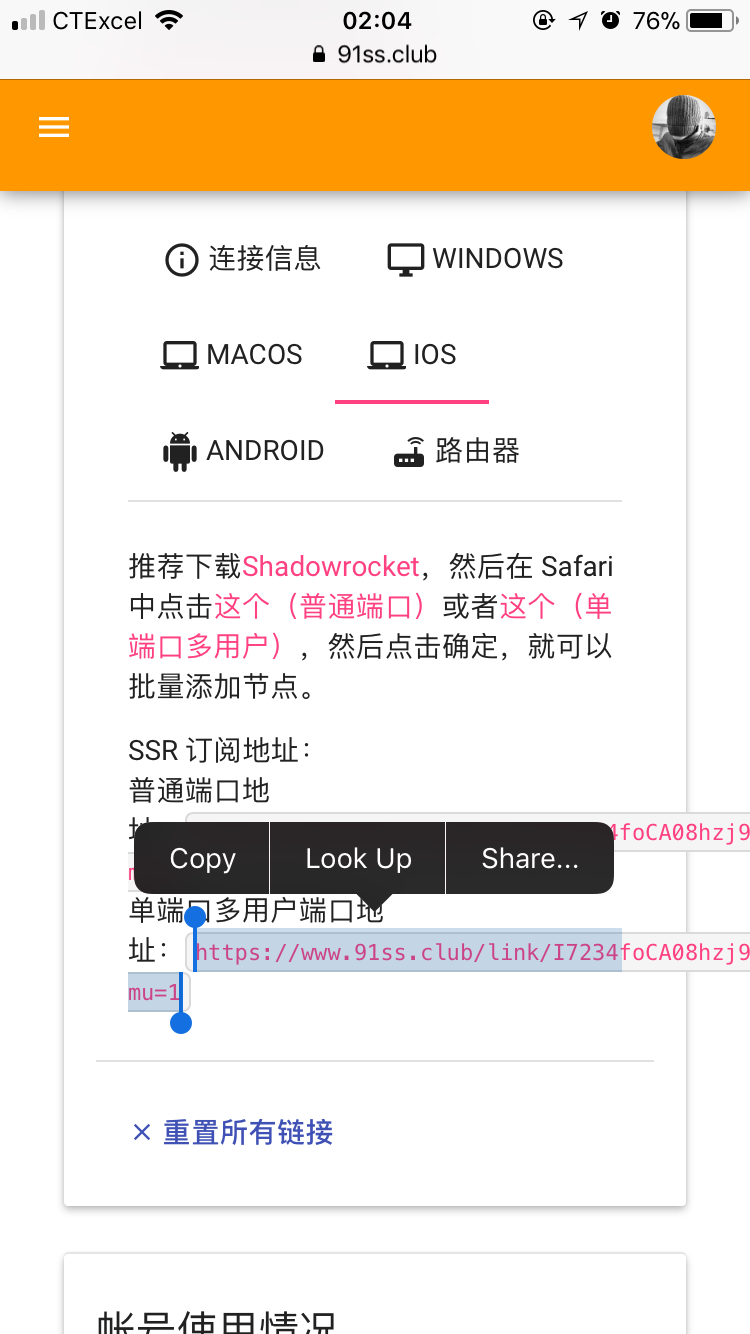 CTExcel 02:04 76%
91ss.club
连接信息 WINDOWS
MACOS IOS
ANDROID 路由器
推荐下载Shadowrocket，然后在 Safari
中点击这个（普通端口）或者这个（单
端口多用户），然后点击确定，就可以
批量添加节点。
SSR 订阅地址：
普通端口地
foCA08hzj9
Copy Look Up Share...
单端口多用户端口地
址： https://www.91ss.club/link/I7234foCA08hzj9
mu=1
重置所有链接
帐号使用情况